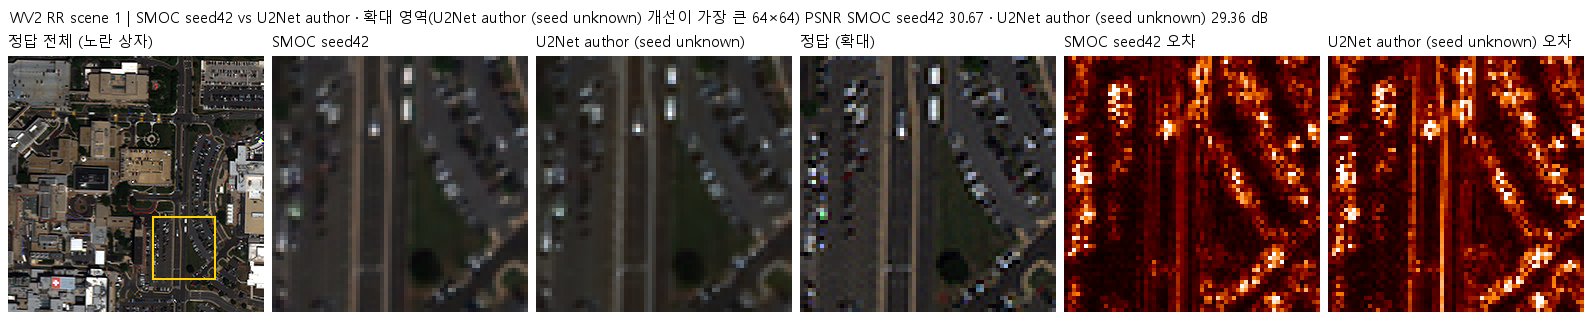 WV2 RR scene 1 | SMOC seed42 vs U2Net author · 확대 영역(U2Net author (seed unknown) 개선이 가장 큰 64×64) PSNR SMOC seed42 30.67 · U2Net author (seed unknown) 29.36 dB
정답 전체 (노란 상자)
SMOC seed42
U2Net author (seed unknown)
정답 (확대)
SMOC seed42 오차
U2Net author (seed unknown) 오차